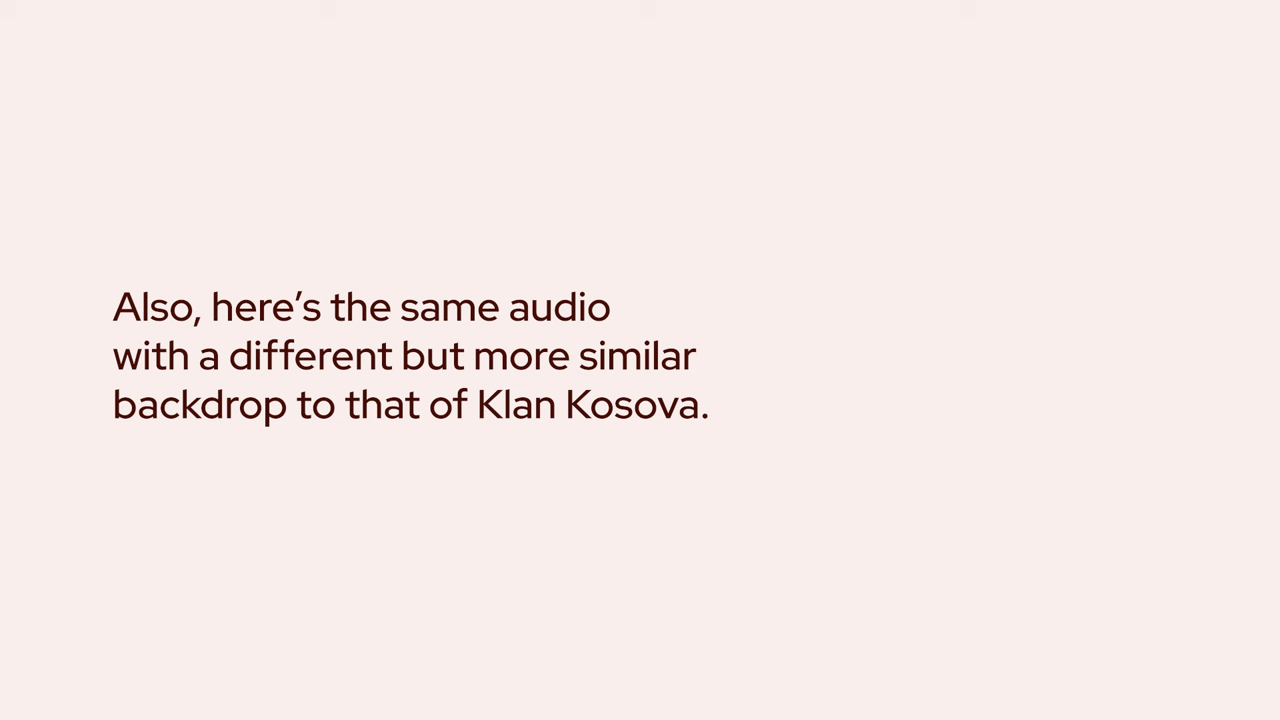 Also, here’s the same audio
with a different but more similar
backdrop to that of Klan Kosova.